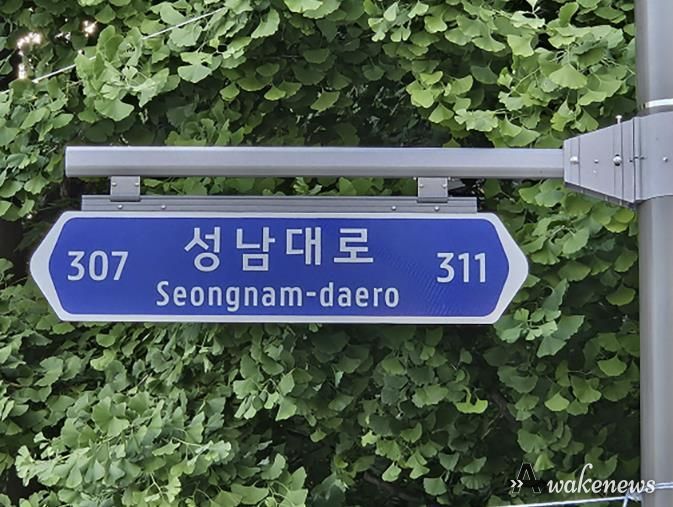 307 성남대로 311
Seongnam-daero
Awakenews